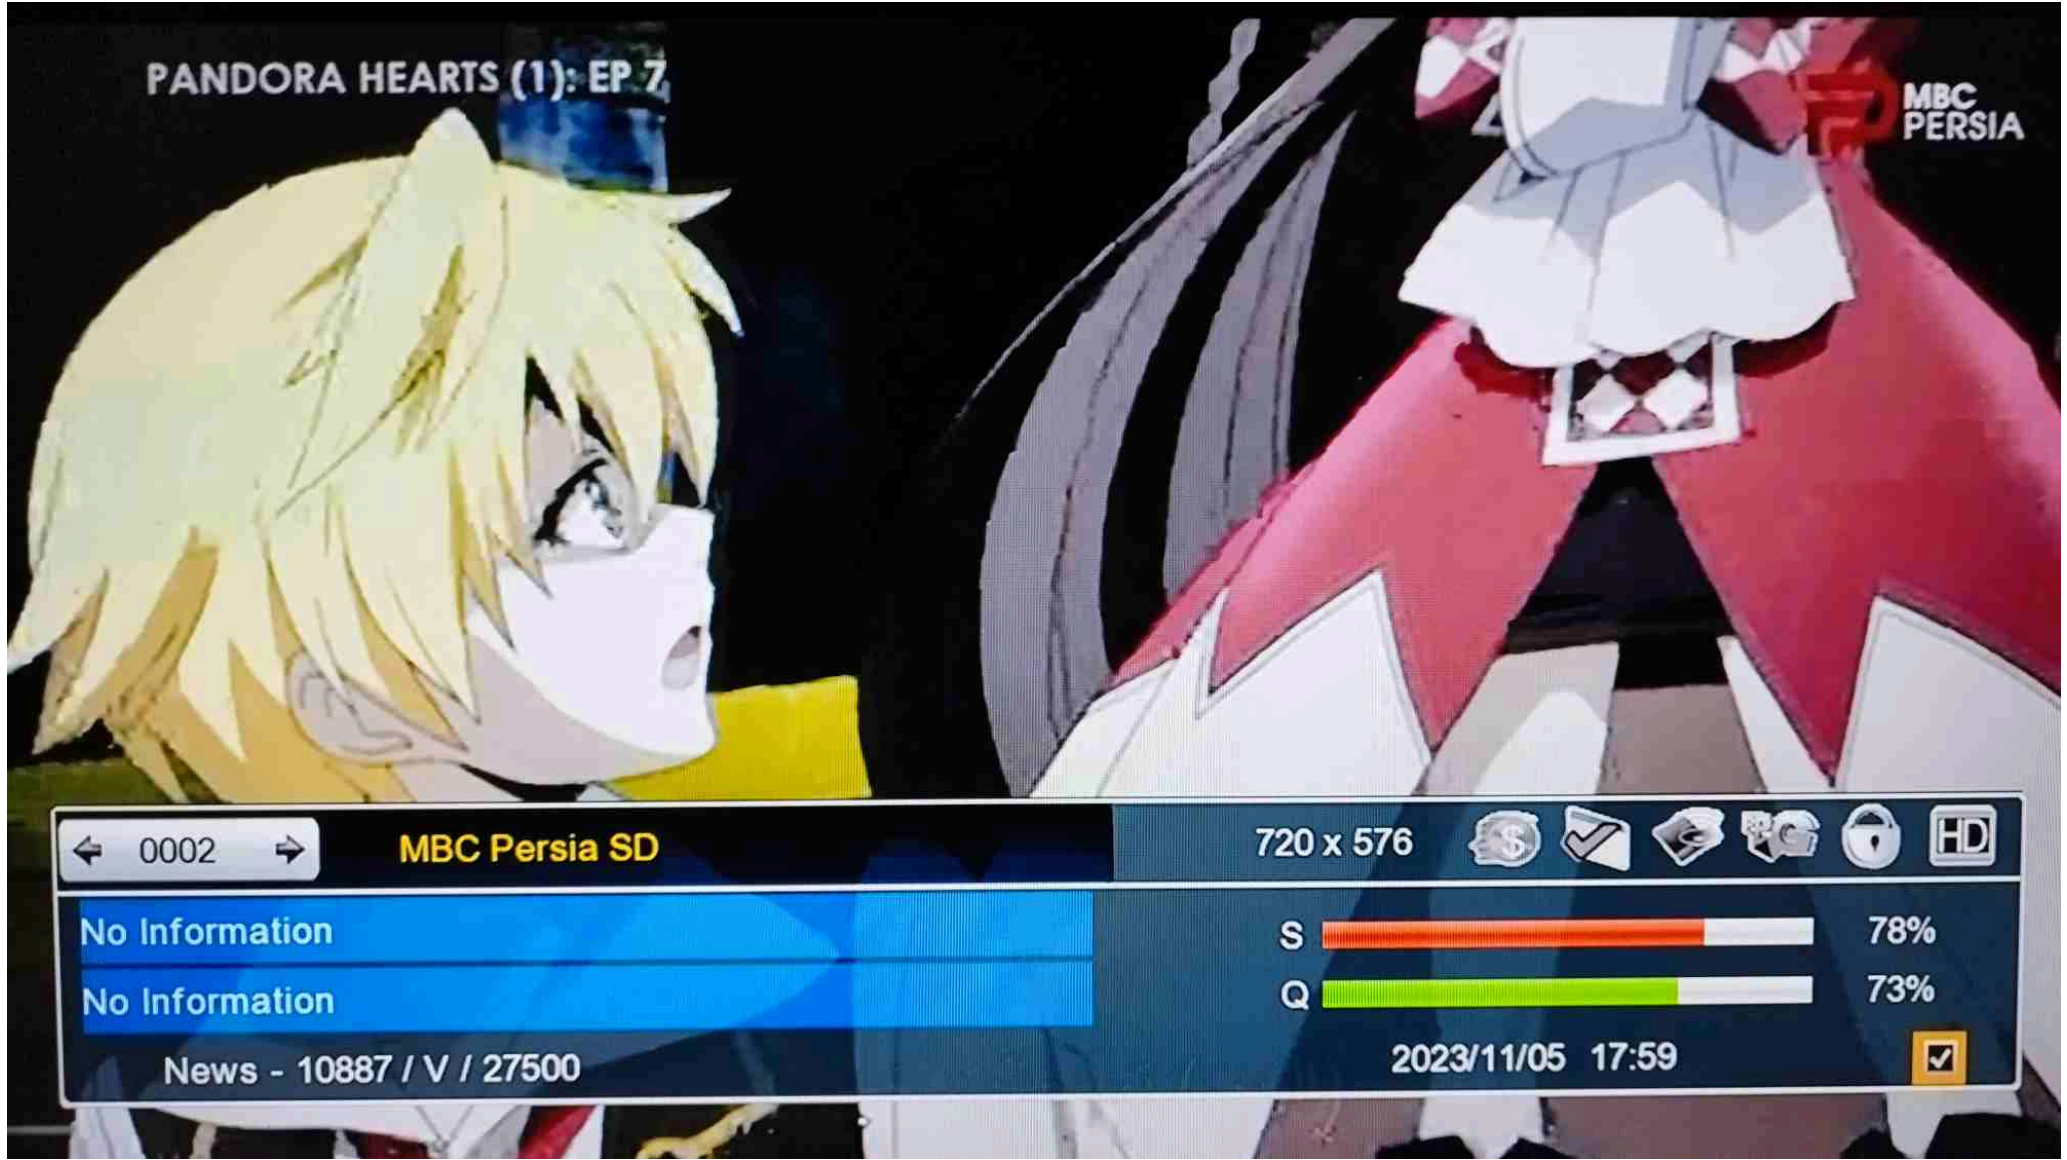 PANDORA HEARTS (1): EP 7
MBC
PERSIA
0002
MBC Persia SD
720 x 576
$
HD
No Information
No Information
S
78%
Q
73%
News - 10887 / V / 27500
2023/11/05 17:59